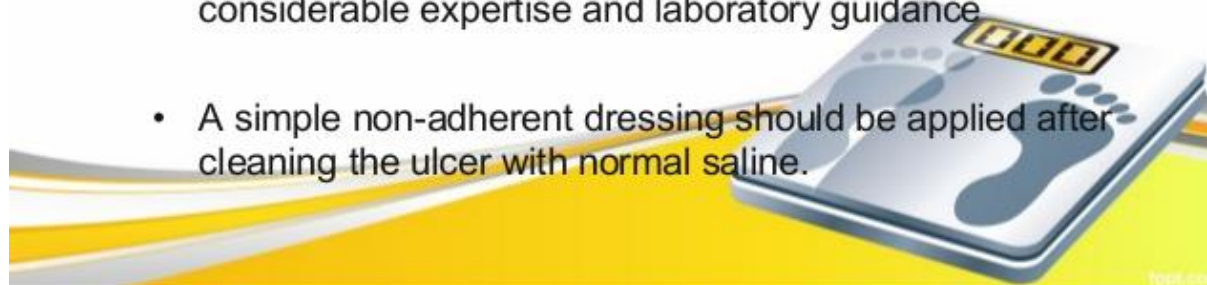 considerable expertise and laboratory guidance
000
• A simple non-adherent dressing should be applied after
cleaning the ulcer with normal saline.